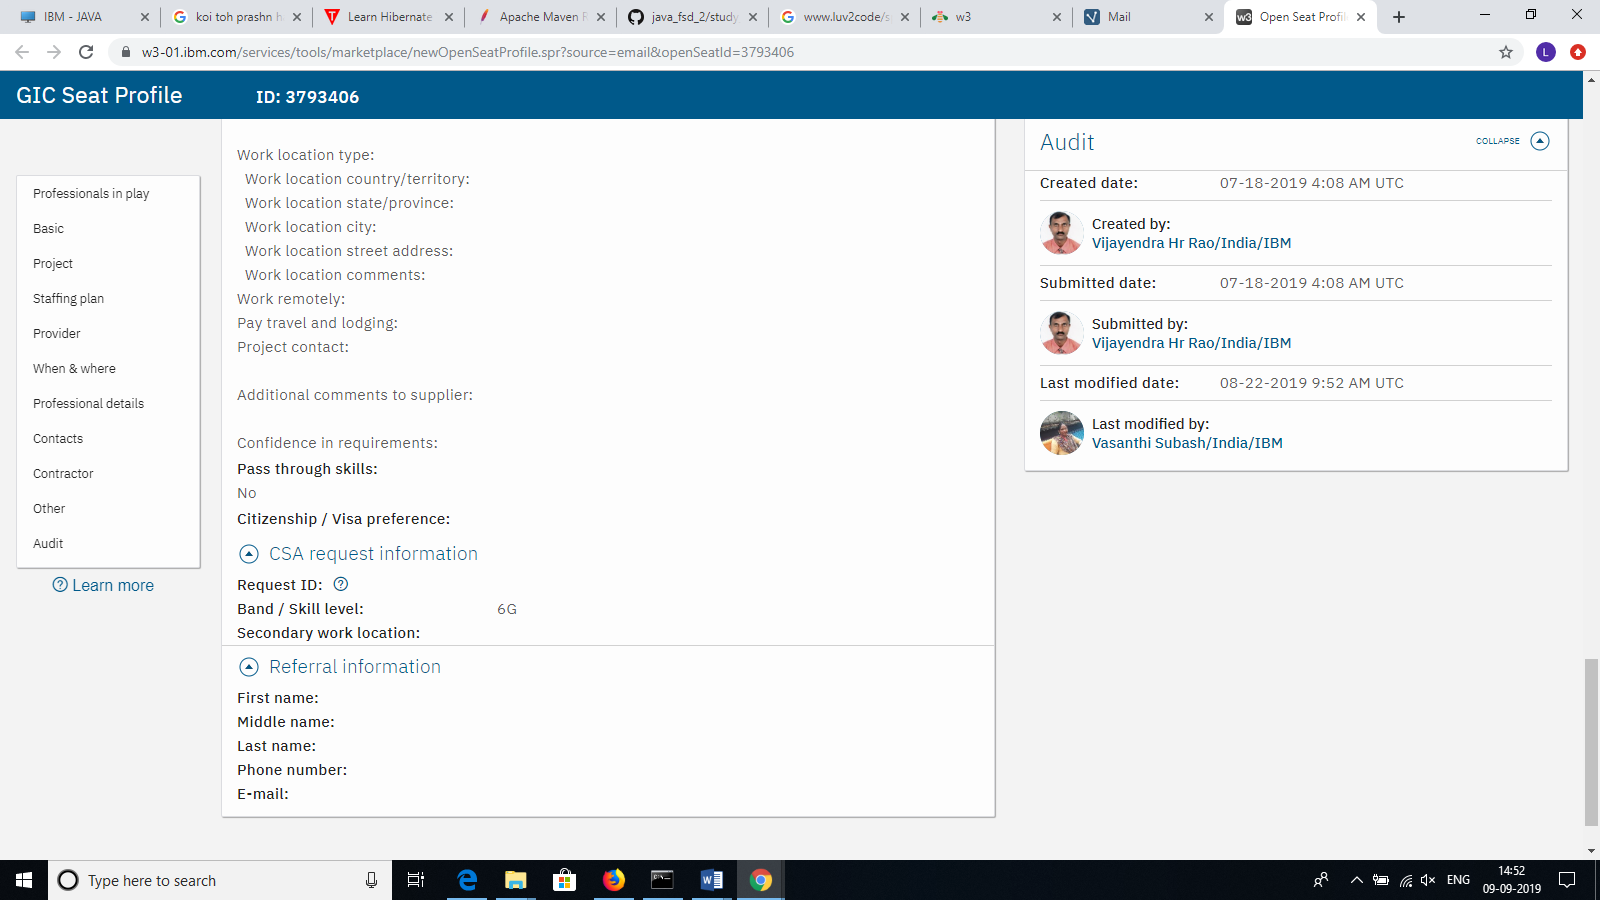 IBM - JAVA
koi toh prashn h
Learn Hibernate
Apache Maven
java_fsd_2/study
www.luv2code/s
w3
Mail
w3 Open Seat Profil
w3-01.ibm.com/services/tools/marketplace/newOpenSeatProfile.spr?source=email&openSeatId=3793406
L
GIC Seat Profile
ID: 3793406
Professionals in play
Basic
Project
Staffing plan
Provider
When & where
Professional details
Contacts
Contractor
Other
Audit
Learn more
Work location type:
Work location country/territory:
Work location state/province:
Work location city:
Work location street address:
Work location comments:
Work remotely:
Pay travel and lodging:
Project contact:
Additional comments to supplier:
Confidence in requirements:
Pass through skills:
No
Citizenship / Visa preference:
CSA request information
Request ID:
Band / Skill level: 6G
Secondary work location:
Referral information
First name:
Middle name:
Last name:
Phone number:
E-mail:
Audit
COLLAPSE
Created date: 07-18-2019 4:08 AM UTC
Created by:
Vijayendra Hr Rao/India/IBM
Submitted date: 07-18-2019 4:08 AM UTC
Submitted by:
Vijayendra Hr Rao/India/IBM
Last modified date: 08-22-2019 9:52 AM UTC
Last modified by:
Vasanthi Subash/India/IBM
Type here to search
ENG
14:52
09-09-2019